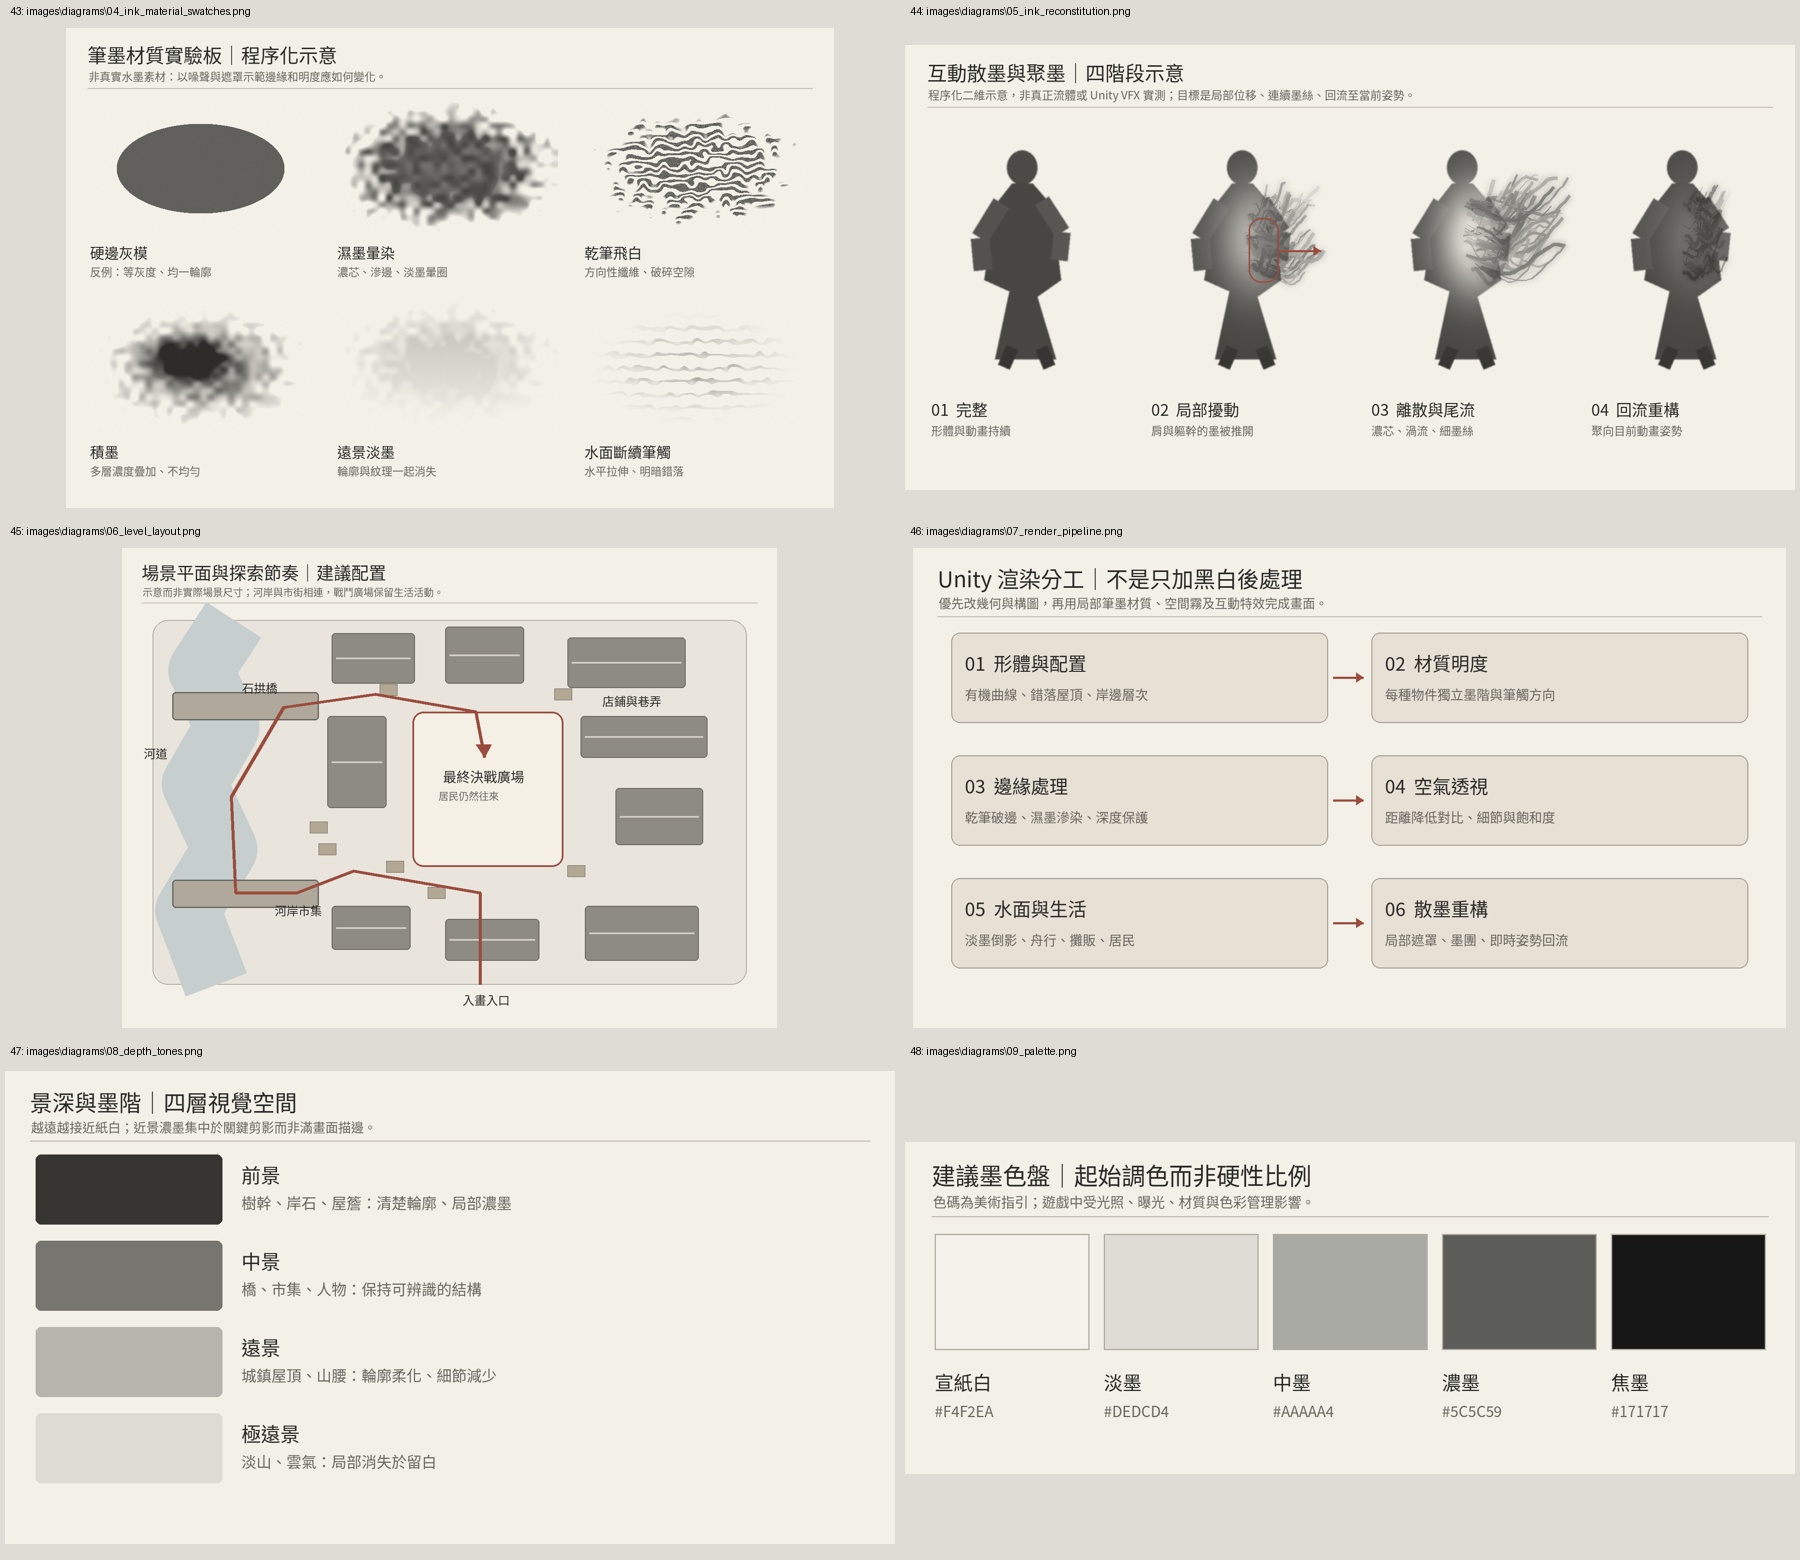 43: images\diagrams\04_ink_material_swatches.png
筆墨材質實驗板｜程序化示意
非真實水墨素材：以噪聲與遮罩示範邊緣和明度應如何變化。
硬邊灰模
反例：等灰度、均一輪廓
濕墨暈染
濃芯、滲邊、淡墨暈圈
乾筆飛白
方向性纖維、破碎空隙
積墨
多層濃度疊加、不均勻
遠景淡墨
輪廓與紋理一起消失
水面斷續筆觸
水平拉伸、明暗錯落
44: images\diagrams\05_ink_reconstitution.png
互動散墨與聚墨｜四階段示意
程序化二維示意，非真正流體或 Unity VFX 實測；目標是局部位移、連續墨絲、回流至當前姿勢。
01 完整
形體與動畫持續
02 局部擾動
肩與軀幹的墨被推開
03 離散與尾流
濃芯、渦流、細墨絲
04 回流重構
聚向目前動畫姿勢
45: images\diagrams\06_level_layout.png
場景平面與探索節奏｜建議配置
示意而非實際場景尺寸；河岸與市街相連，戰鬥廣場保留生活活動。
石拱橋
店鋪與巷弄
河道
最終決戰廣場
居民仍然往來
河岸市集
入畫入口
46: images\diagrams\07_render_pipeline.png
Unity 渲染分工｜不是只加黑白後處理
優先改幾何與構圖，再用局部筆墨材質、空間霧及互動特效完成畫面。
01 形體與配置
有機曲線、錯落屋頂、岸邊層次
02 材質明度
每種物件獨立墨階與筆觸方向
03 邊緣處理
乾筆破邊、濕墨滲染、深度保護
04 空氣透視
距離降低對比、細節與飽和度
05 水面與生活
淡墨倒影、舟行、攤販、居民
06 散墨重構
局部遮罩、墨團、即時姿勢回流
47: images\diagrams\08_depth_tones.png
景深與墨階｜四層視覺空間
越遠越接近紙白；近景濃墨集中於關鍵剪影而非滿畫面描邊。
前景
樹幹、岸石、屋簷：清楚輪廓、局部濃墨
中景
橋、市集、人物：保持可辨識的結構
遠景
城鎮屋頂、山腰：輪廓柔化、細節減少
極遠景
淡山、雲氣：局部消失於留白
48: images\diagrams\09_palette.png
建議墨色盤｜起始調色而非硬性比例
色碼為美術指引；遊戲中受光照、曝光、材質與色彩管理影響。
宣紙白
#F4F2EA
淡墨
#DEDCD4
中墨
#AAAAA4
濃墨
#5C5C59
焦墨
#171717